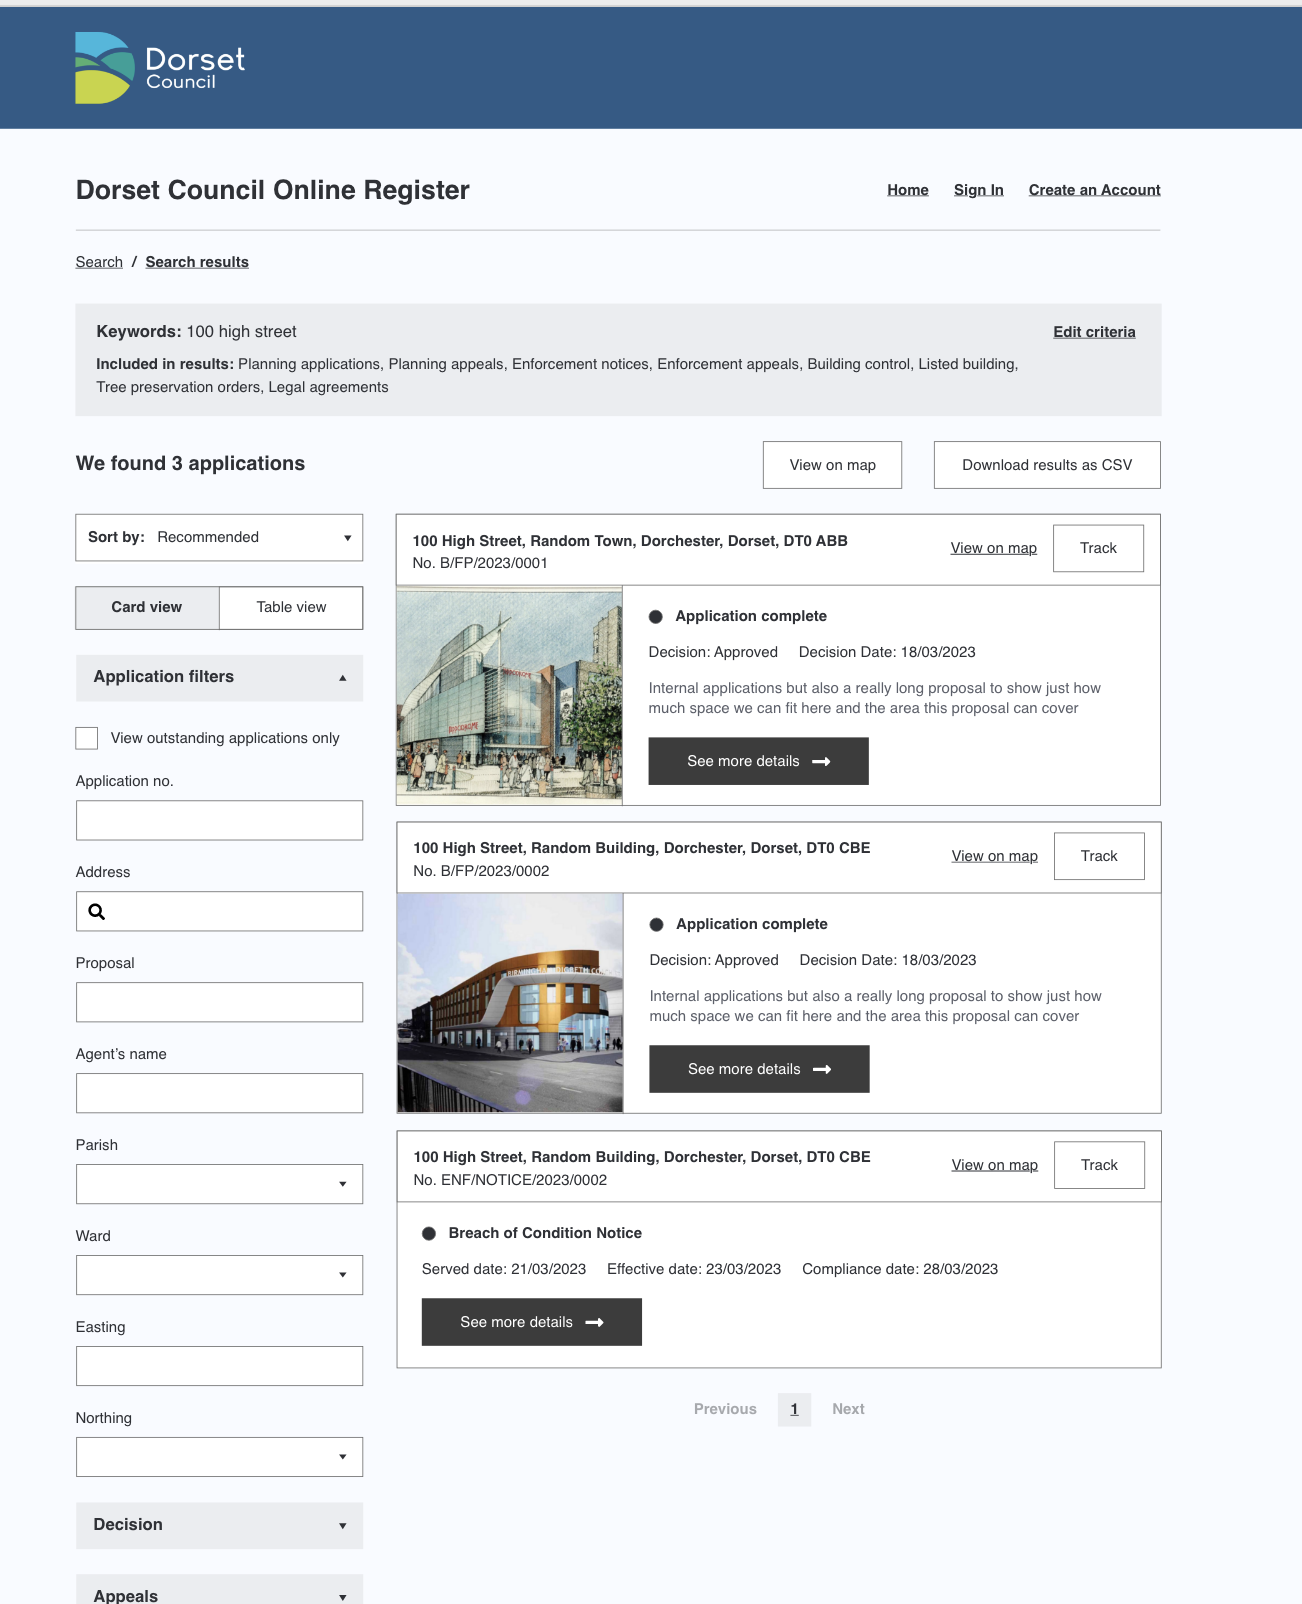 Dorset
Council
Dorset Council Online Register
Home Sign In Create an Account
Search / Search results
Keywords: 100 high street
Edit criteria
Included in results: Planning applications, Planning appeals, Enforcement notices, Enforcement appeals, Building control, Listed building,
Tree preservation orders, Legal agreements
We found 3 applications
View on map
Download results as CSV
Sort by: Recommended
Card view
Table view
Application filters
View outstanding applications only
Application no.
Address
Proposal
Agent's name
Parish
Ward
Easting
Northing
Decision
Appeals
100 High Street, Random Town, Dorchester, Dorset, DT0 ABB
No. B/FP/2023/0001
View on map
Track
Application complete
Decision: Approved Decision Date: 18/03/2023
Internal applications but also a really long proposal to show just how
much space we can fit here and the area this proposal can cover
See more details
100 High Street, Random Building, Dorchester, Dorset, DT0 CBE
No. B/FP/2023/0002
View on map
Track
Application complete
Decision: Approved Decision Date: 18/03/2023
Internal applications but also a really long proposal to show just how
much space we can fit here and the area this proposal can cover
See more details
100 High Street, Random Building, Dorchester, Dorset, DT0 CBE
No. ENF/NOTICE/2023/0002
View on map
Track
Breach of Condition Notice
Served date: 21/03/2023 Effective date: 23/03/2023 Compliance date: 28/03/2023
See more details
Previous 1 Next